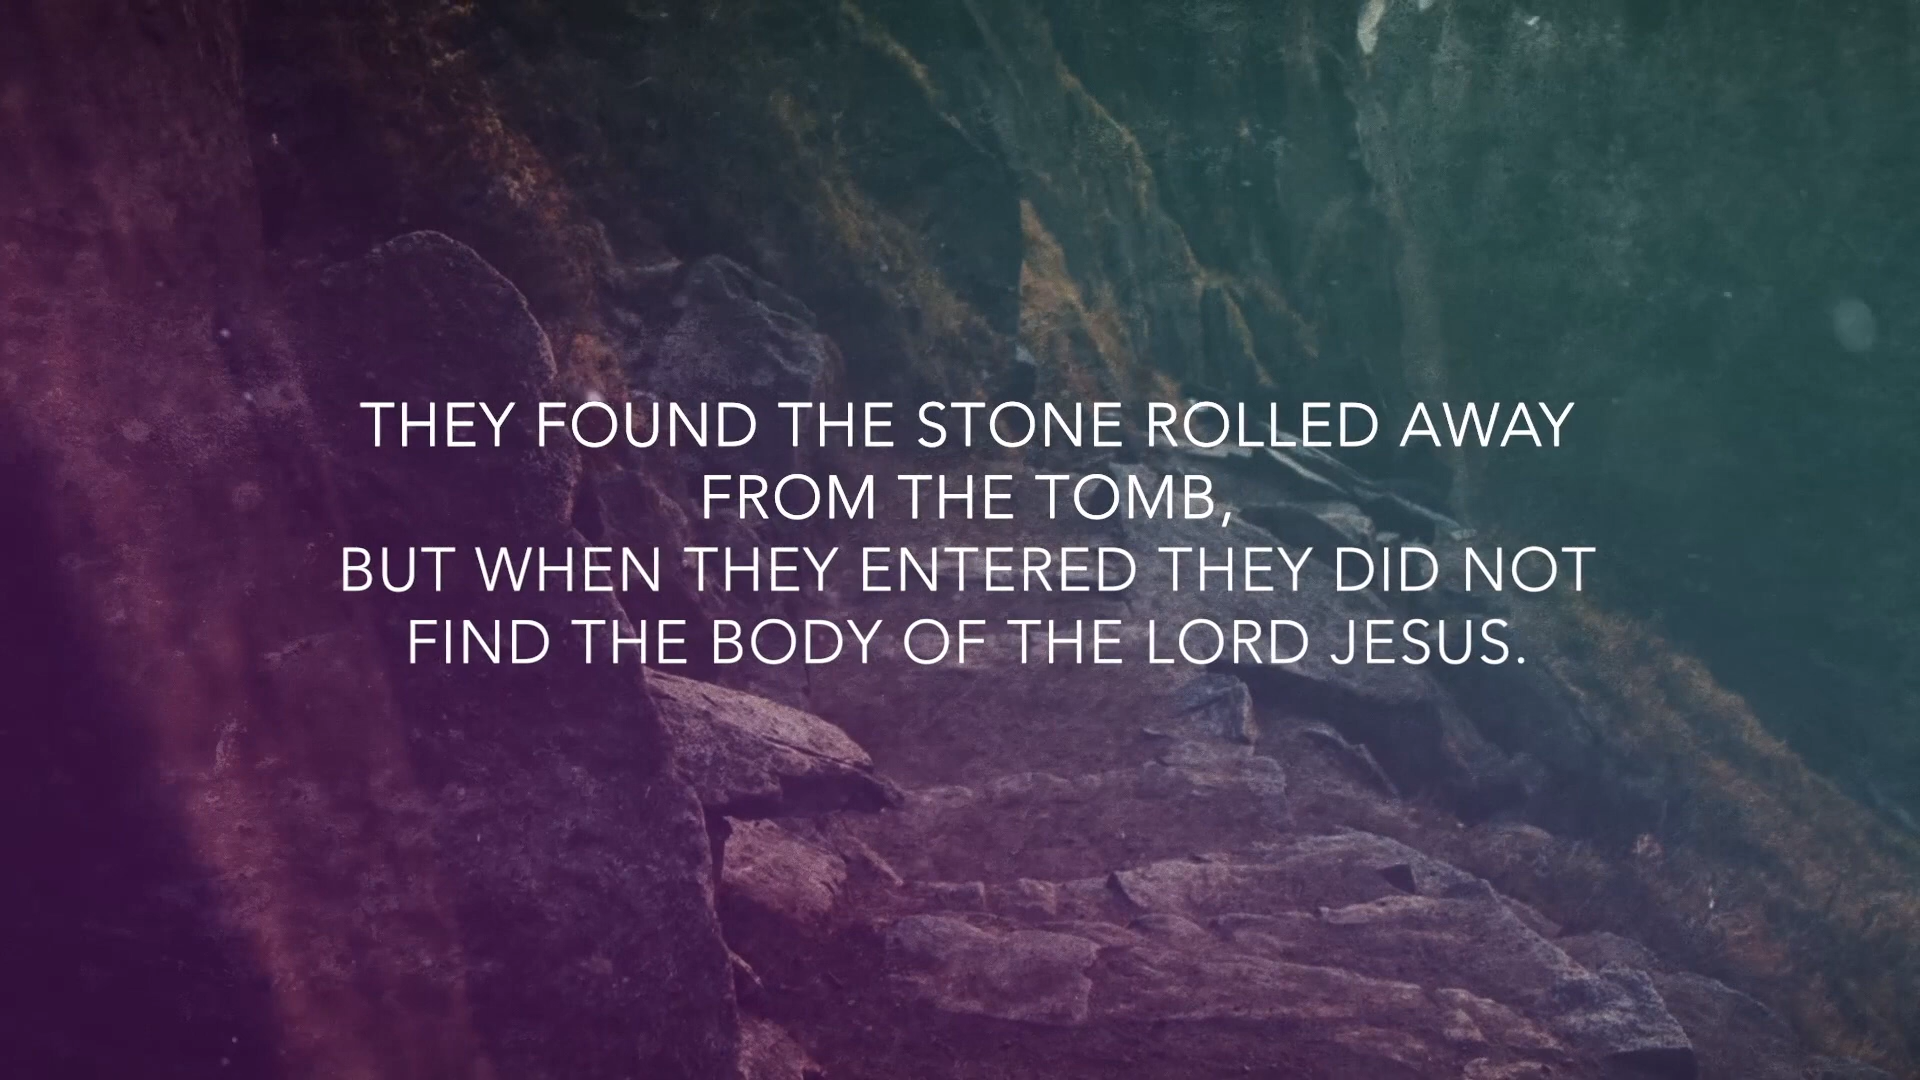 THEY FOUND THE STONE ROLLED AWAY
FROM THE TOMB,
BUT WHEN THEY ENTERED THEY DID NOT
FIND THE BODY OF THE LORD JESUS.